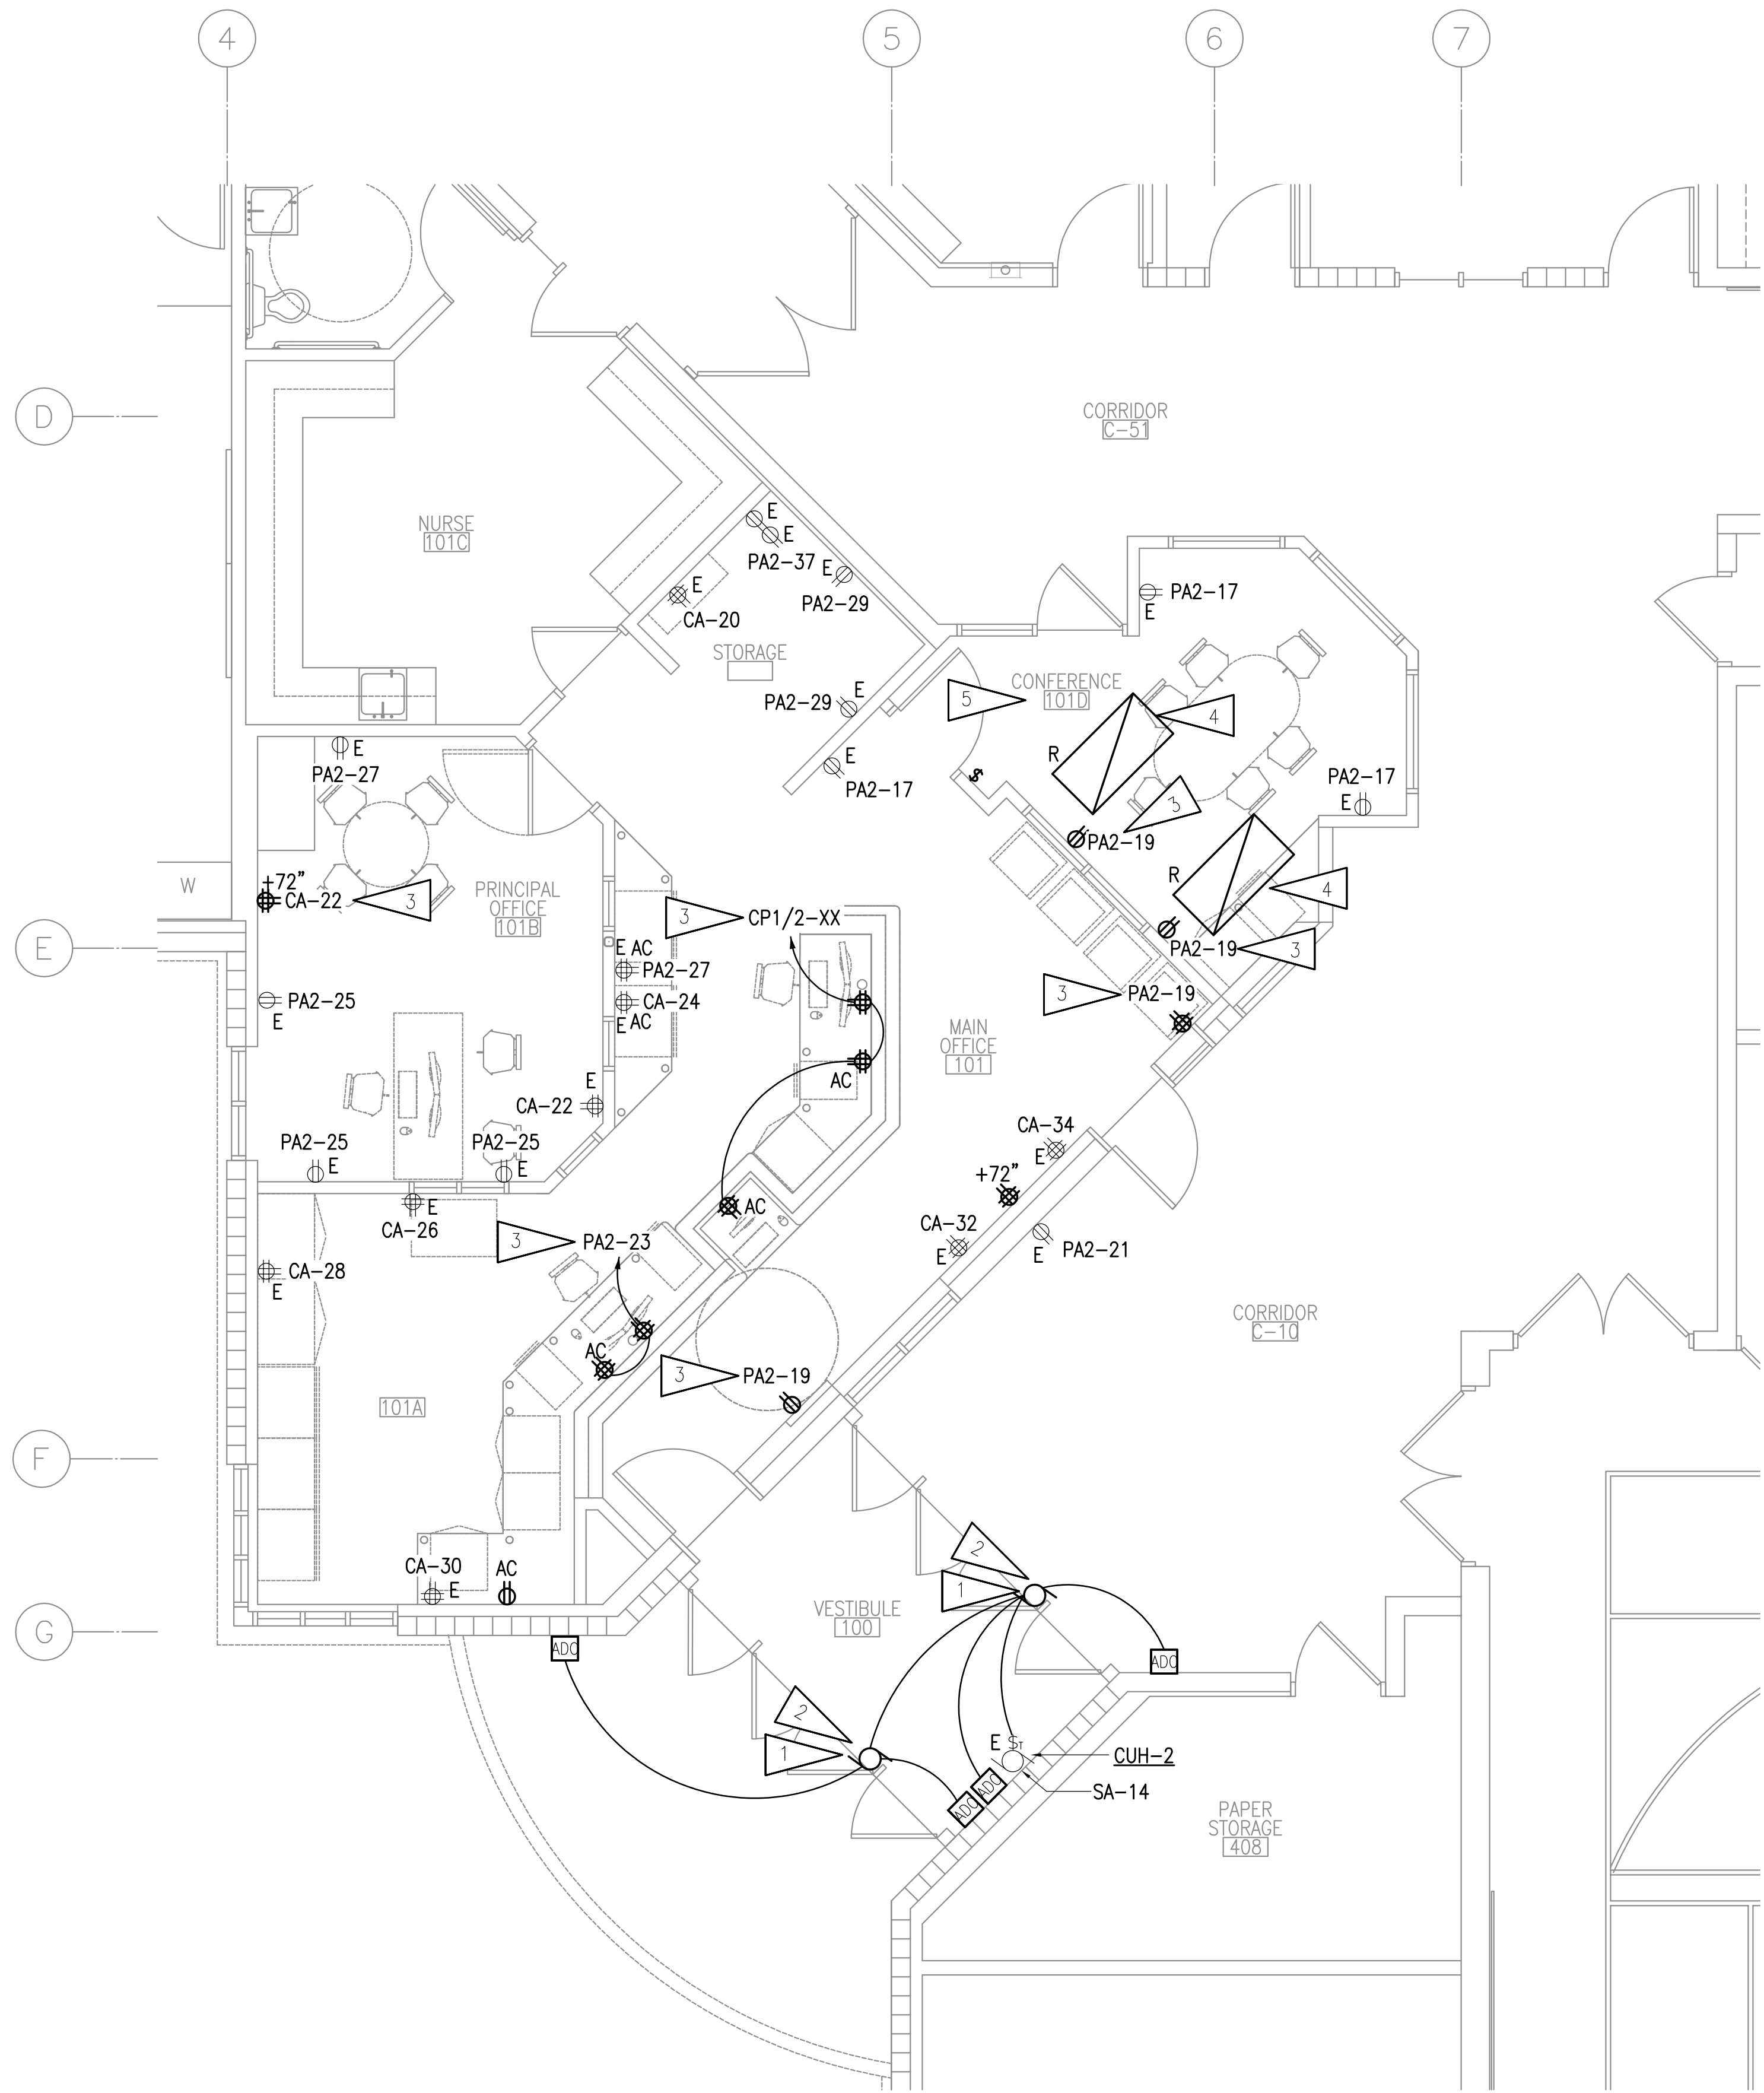 4
5
6
7
D
CORRIDOR
C-51
NURSE
101C
E
E
PA2-37
E
PA2-29
E
CA-20
PA2-17
E
STORAGE
CONFERENCE
101D
5
4
R
E
PA2-29
E
PA2-17
E
PA2-27
PA2-17
E
3
PA2-19
R
4
+72"
CA-22
3
W
PRINCIPAL
OFFICE
101B
3
CP1/2-XX
E
E AC
PA2-27
CA-24
E AC
PA2-19
3
3
PA2-19
PA2-25
E
MAIN
OFFICE
101
AC
E
CA-22
PA2-25
E
PA2-25
E
CA-34
E
+72"
AC
E
CA-26
3
PA2-23
CA-32
E
E
PA2-21
CA-28
E
CORRIDOR
C-10
AC
3
PA2-19
101A
F
2
1
CA-30
E
AC
VESTIBULE
100
G
ADO
ADO
2
1
E ST
CUH-2
SA-14
ADO
ADO
PAPER
STORAGE
408